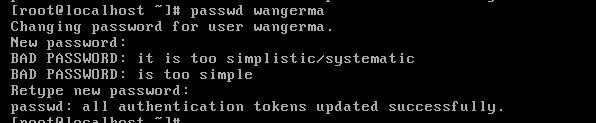 [root@localhost ~]# passwd wangerma
Changing password for user wangerma.
New password:
BAD PASSWORD: it is too simplistic/systematic
BAD PASSWORD: is too simple
Retype new password:
passwd: all authentication tokens updated successfully.
[root@localhost ~]#